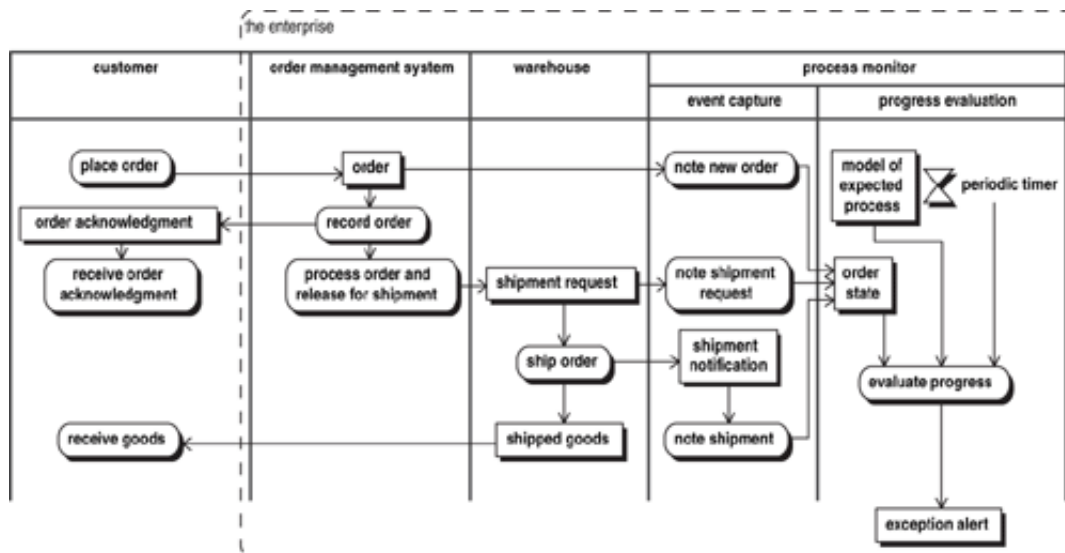 the enterprise
customer
order management system
warehouse
process monitor
event capture
progress evaluation
place order
order
note new order
model of
expected
process
periodic timer
order acknowledgment
record order
receive order
acknowledgment
process order and
release for shipment
shipment request
note shipment
request
order
state
ship order
shipment
notification
evaluate progress
receive goods
shipped goods
note shipment
exception alert